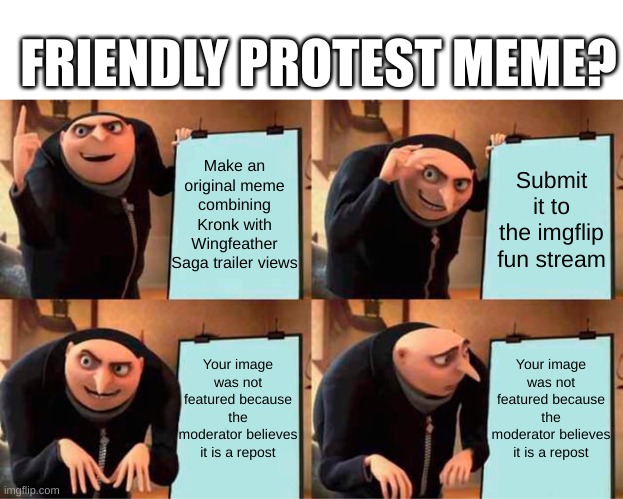 FRIENDLY PROTEST MEME?
Make an
original meme
combining
Kronk with
Wingfeather
Saga trailer views
Submit
it to
the imgflip
fun stream
Your image
was not
featured because
the
moderator believes
it is a repost
Your image
was not
featured because
the
moderator believes
it is a repost
imgflip.com